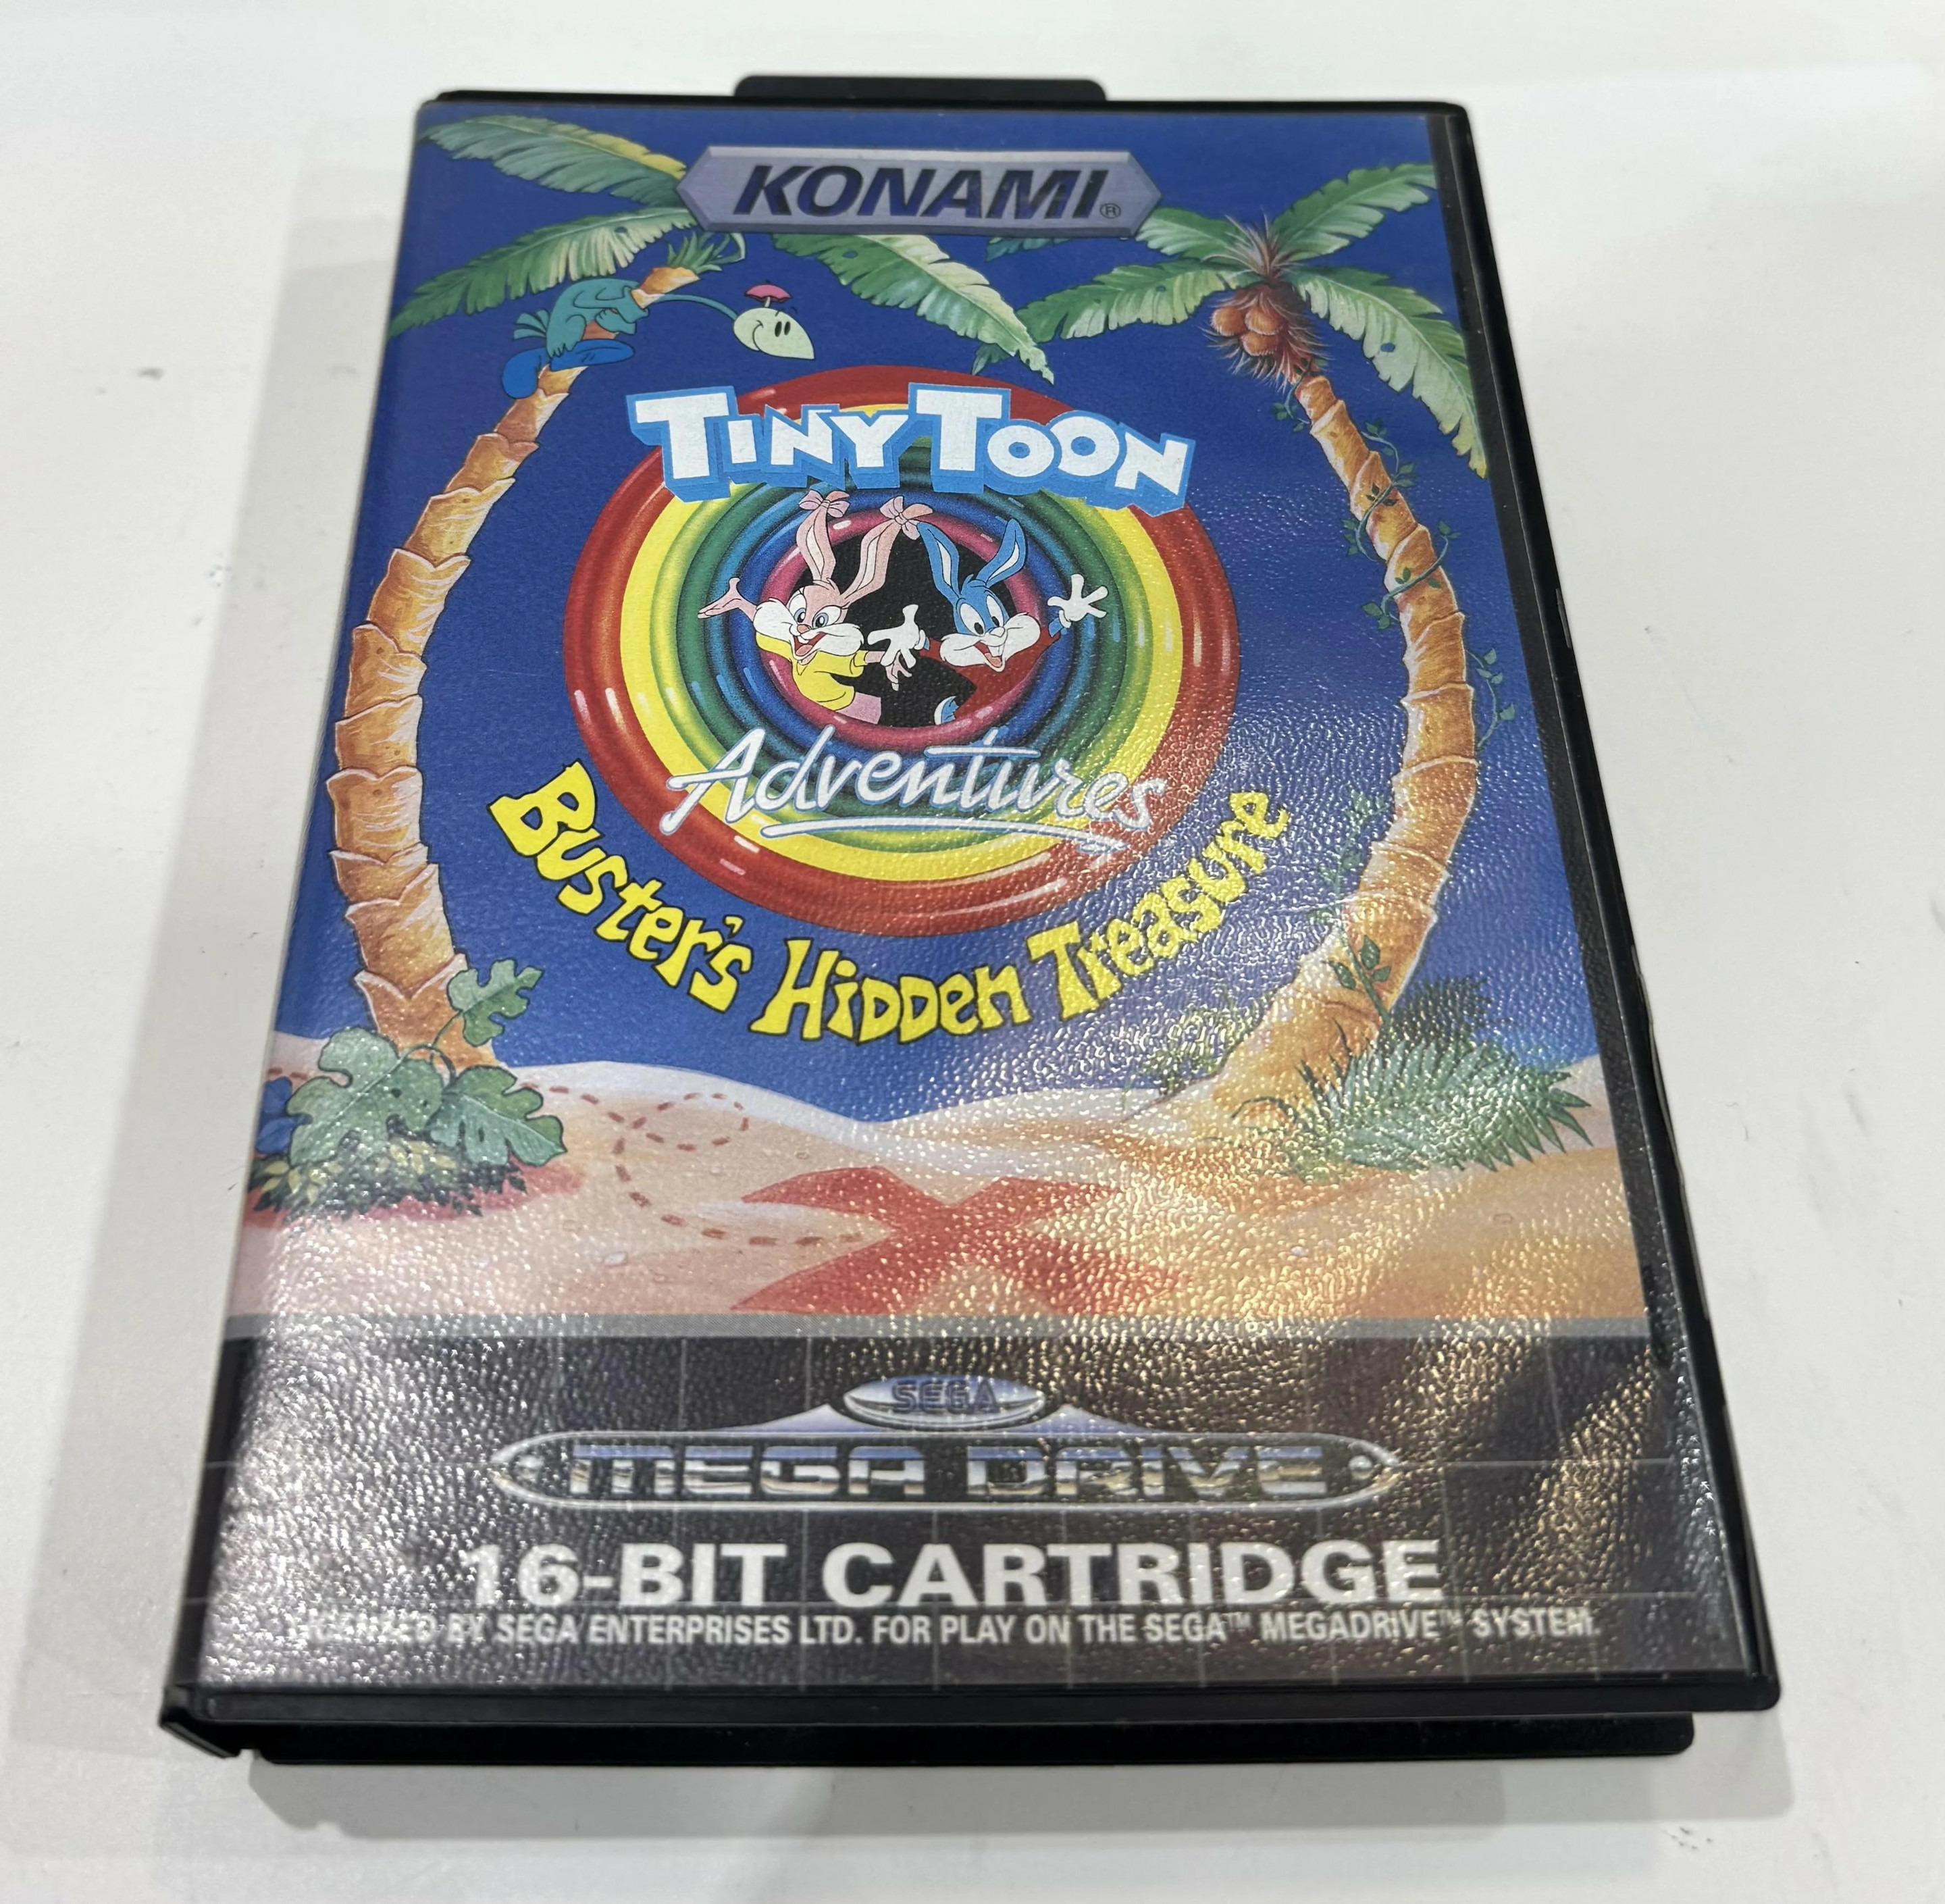 KONAMI®
TINY TOON
Adventures
BUSTER'S HIDDEN TREASURE
SEGA
MEGA DRIVE
16-BIT CARTRIDGE
LICENSED BY SEGA ENTERPRISES LTD. FOR PLAY ON THE SEGA™ MEGADRIVE™ SYSTEM.